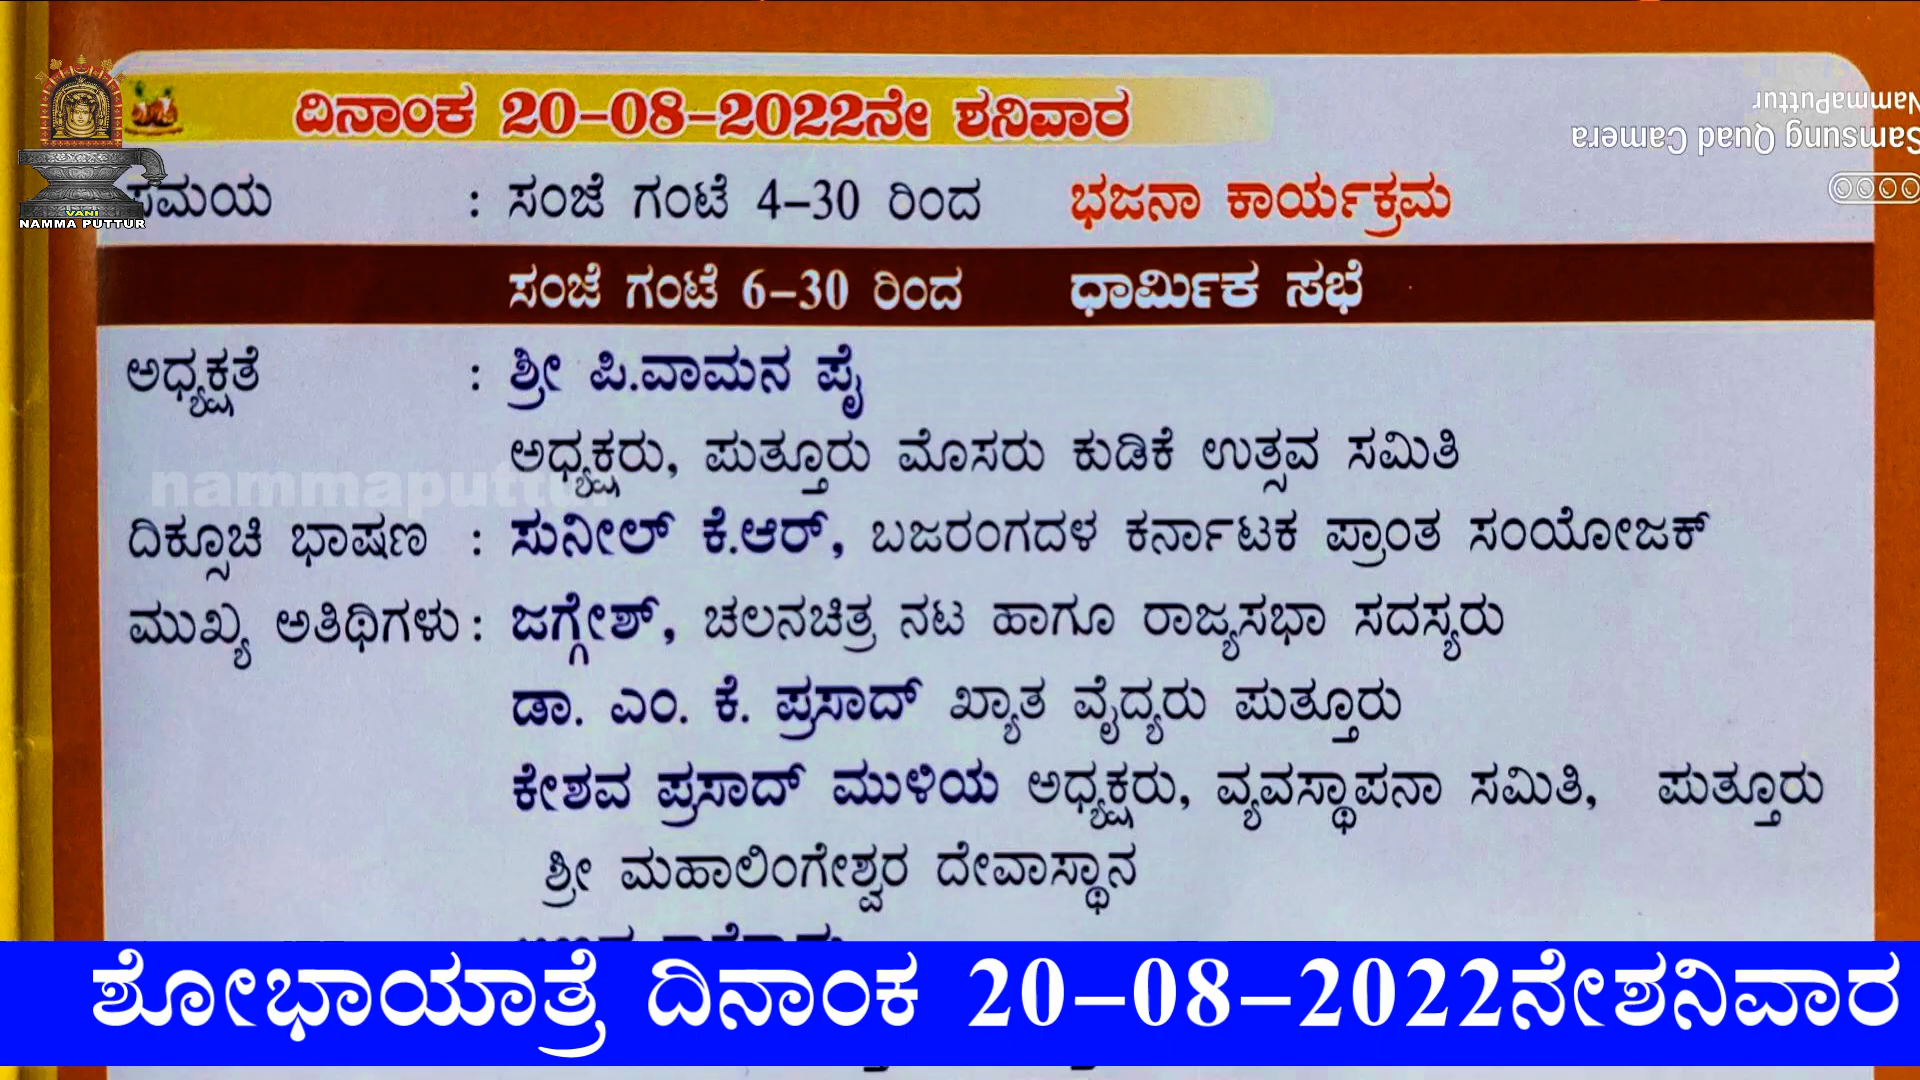 ದಿನಾಂಕ 20-08-2022ನೇ ಶನಿವಾರ
NammaPuttur
Samsung Quad Camera
ಸಮಯ : ಸಂಜೆ ಗಂಟೆ 4-30 ರಿಂದ ಭಜನಾ ಕಾರ್ಯಕ್ರಮ
VANI
NAMMA PUTTUR
ಸಂಜೆ ಗಂಟೆ 6-30 ರಿಂದ ಧಾರ್ಮಿಕ ಸಭೆ
ಅಧ್ಯಕ್ಷತೆ : ಶ್ರೀ ಪಿ.ವಾಮನ ಪೈ
ಅಧ್ಯಕ್ಷರು, ಪುತ್ತೂರು ಮೊಸರು ಕುಡಿಕೆ ಉತ್ಸವ ಸಮಿತಿ
nammaputtur
ದಿಕ್ಸೂಚಿ ಭಾಷಣ : ಸುನೀಲ್ ಕೆ.ಆರ್, ಬಜರಂಗದಳ ಕರ್ನಾಟಕ ಪ್ರಾಂತ ಸಂಯೋಜಕ್
ಮುಖ್ಯ ಅತಿಥಿಗಳು : ಜಗ್ಗೇಶ್, ಚಲನಚಿತ್ರ ನಟ ಹಾಗೂ ರಾಜ್ಯಸಭಾ ಸದಸ್ಯರು
ಡಾ. ಎಂ. ಕೆ. ಪ್ರಸಾದ್ ಖ್ಯಾತ ವೈದ್ಯರು ಪುತ್ತೂರು
ಕೇಶವ ಪ್ರಸಾದ್ ಮುಳಿಯ ಅಧ್ಯಕ್ಷರು, ವ್ಯವಸ್ಥಾಪನಾ ಸಮಿತಿ, ಪುತ್ತೂರು
ಶ್ರೀ ಮಹಾಲಿಂಗೇಶ್ವರ ದೇವಾಸ್ಥಾನ
ಶೋಭಾಯಾತ್ರೆ ದಿನಾಂಕ 20-08-2022ನೇಶನಿವಾರ